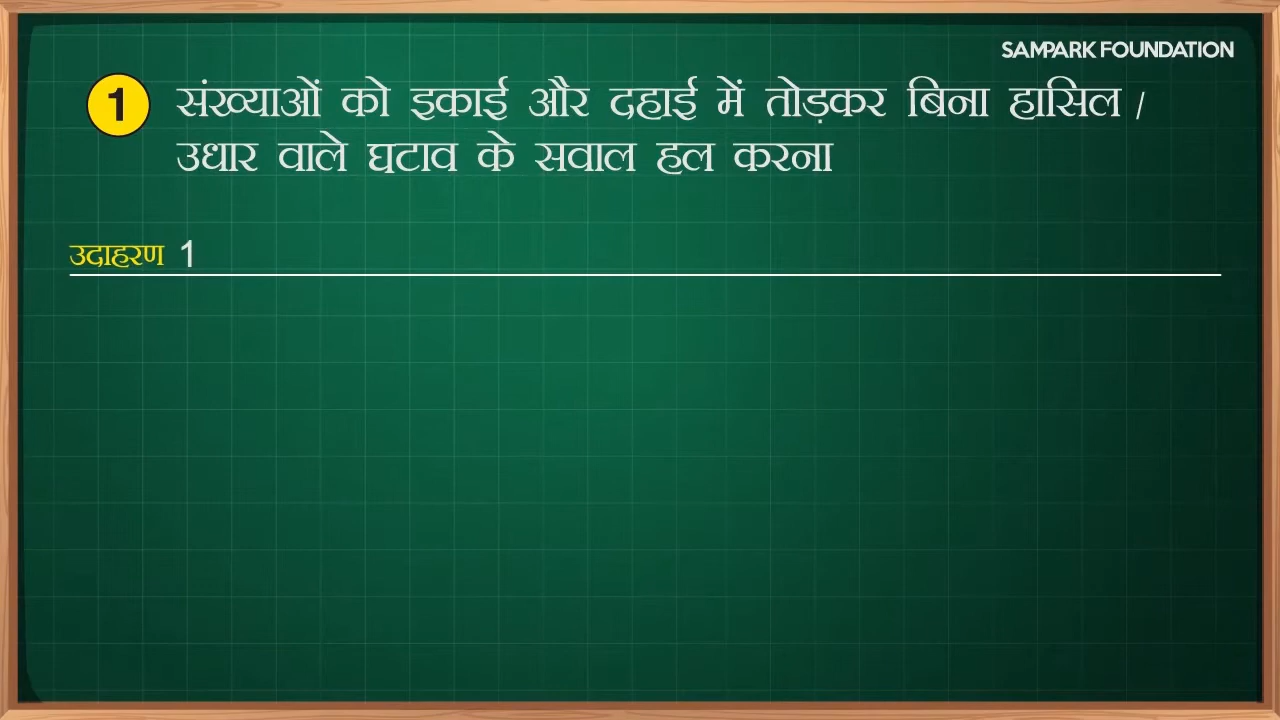 SAMPARK FOUNDATION
1 संख्याओं को इकाई और दहाई में तोड़कर बिना हासिल /
उधार वाले घटाव के सवाल हल करना
उदाहरण 1